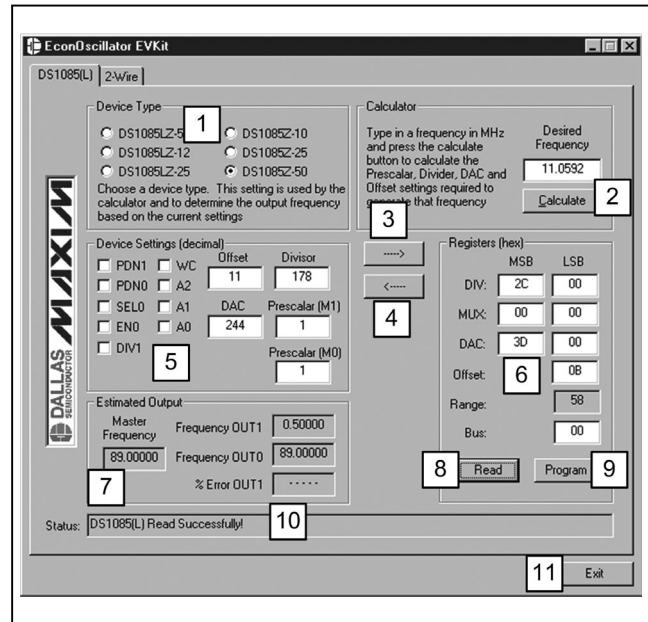 EconOscillator EVKit
DS1085(L) 2-Wire
Device Type
1
DS1085LZ-5
DS1085Z-10
DS1085LZ-12
DS1085Z-25
DS1085LZ-25
DS1085Z-50
Choose a device type. This setting is used by the
calculator and to determine the output frequency
based on the current settings
Calculator
Type in a frequency in MHz
and press the calculate
button to calculate the
Prescalar, Divider, DAC and
Offset settings required to
generate that frequency
Desired
Frequency
11.0592
Calculate
2
3
----->
<-----
4
DALLAS
SEMICONDUCTOR
MAXIM
Device Settings (decimal)
PDN1 WC
PDN0 A2
SEL0 A1
EN0 A0
DIV1
Offset
11
Divisor
178
DAC
244
Prescalar (M1)
1
Prescalar (M0)
1
5
Registers (hex)
MSB LSB
DIV: 2C 00
MUX: 00 00
DAC: 3D 00
6
Offset: 0B
Range: 58
Bus: 00
8
Read
Program
9
Estimated Output
Master
Frequency
89.00000
7
Frequency OUT1 0.50000
Frequency OUT0 89.00000
% Error OUT1 -----
10
Status: DS1085(L) Read Successfully!
11
Exit